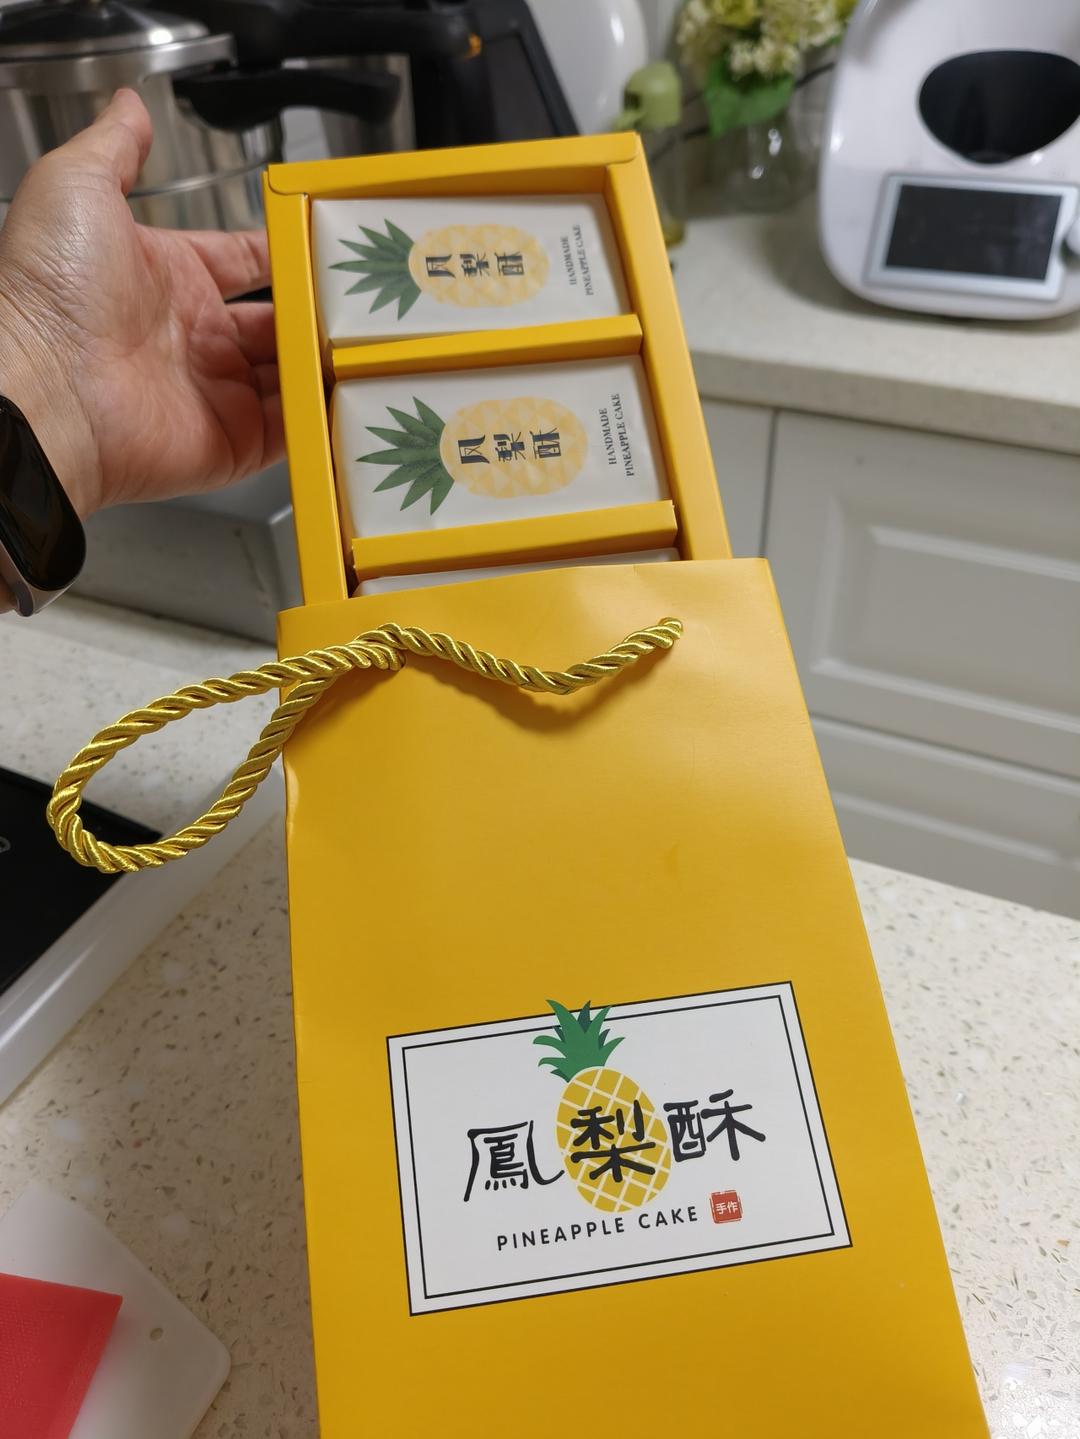 凤梨酥
HANDMADE
PINEAPPLE CAKE
凤梨酥
HANDMADE
PINEAPPLE CAKE
鳳梨酥
PINEAPPLE CAKE 手作